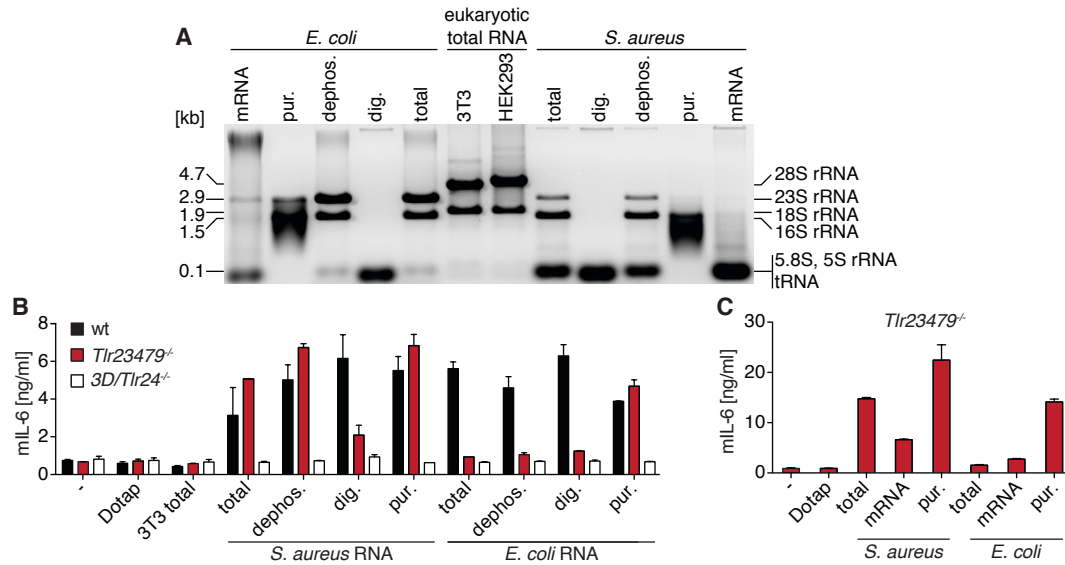 A
E. coli
eukaryotic
total RNA
S. aureus
mRNA
pur.
dephos.
dig.
total
3T3
HEK293
total
dig.
dephos.
pur.
mRNA
[kb]
4.7
2.9
1.9
1.5
0.1
28S rRNA
23S rRNA
18S rRNA
16S rRNA
5.8S, 5S rRNA
tRNA
B
mIL-6 [ng/ml]
8
6
4
2
0
wt
Tlr23479-/-
3D/Tlr24-/-
-
Dotap
3T3 total
total
dephos.
dig.
pur.
total
dephos.
dig.
pur.
S. aureus RNA
E. coli RNA
C
Tlr23479-/-
mIL-6 [ng/ml]
30
20
10
0
-
Dotap
total
mRNA
pur.
total
mRNA
pur.
S. aureus
E. coli